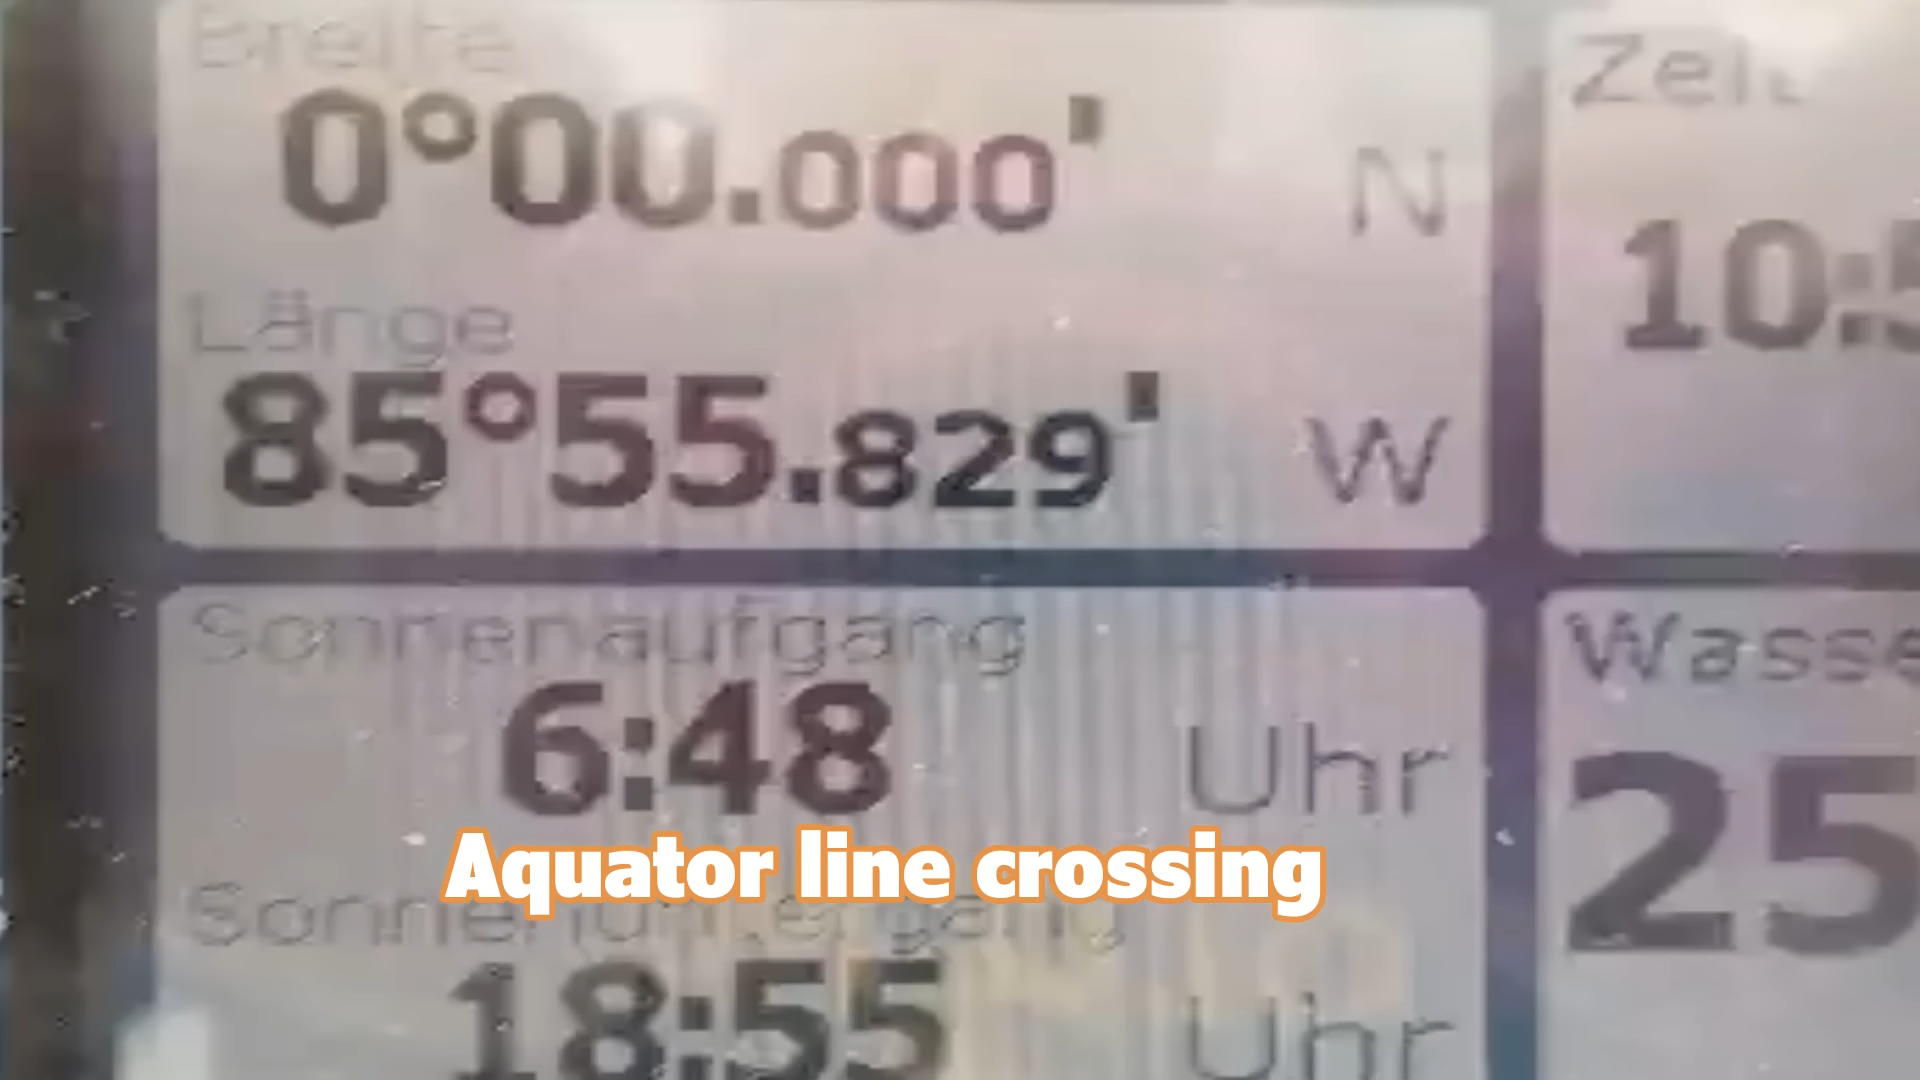 Breite
0°00.000' N
Länge
85°55.829' W
Zeit
10:5
Sonnenaufgang
6:48 Uhr
Wasse
25
Aquator line crossing
Sonnenuntergang
18:55 Uhr